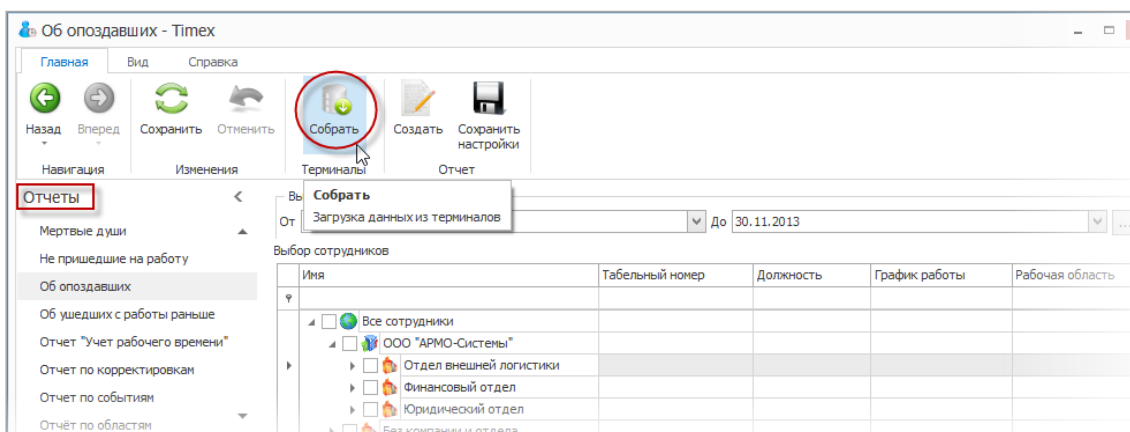 Об опоздавших - Timex
Главная Вид Справка
Назад Вперед Сохранить Отменить Собрать Создать Сохранить настройки
Навигация Изменения Терминалы Отчет
Отчеты
Собрать
Загрузка данных из терминалов
От До 30.11.2013
Мертвые души
Не пришедшие на работу
Об опоздавших
Об ушедших с работы раньше
Отчет "Учет рабочего времени"
Отчет по корректировкам
Отчет по событиям
Отчёт по областям
Выбор сотрудников
Имя Табельный номер Должность График работы Рабочая область
Все сотрудники
ООО "АРМО-Системы"
Отдел внешней логистики
Финансовый отдел
Юридический отдел
Без компании и отдела